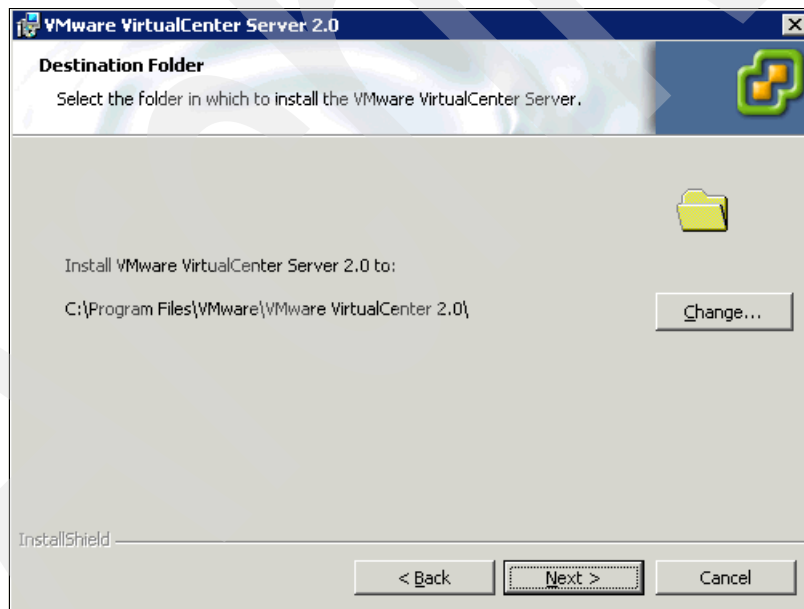 VMware VirtualCenter Server 2.0
Destination Folder
Select the folder in which to install the VMware VirtualCenter Server.
Install VMware VirtualCenter Server 2.0 to:
C:\Program Files\VMware\VMware VirtualCenter 2.0\
Change...
InstallShield
< Back
Next >
Cancel